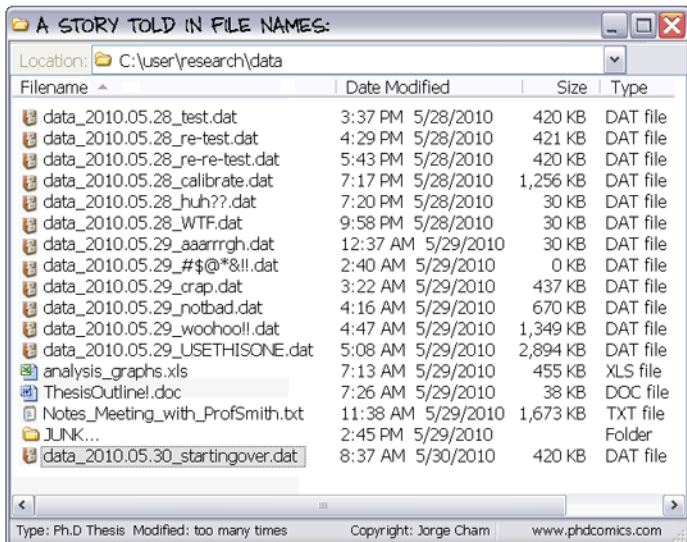 A STORY TOLD IN FILE NAMES:
Location: C:\user\research\data
Filename Date Modified Size Type
data_2010.05.28_test.dat 3:37 PM 5/28/2010 420 KB DAT file
data_2010.05.28_re-test.dat 4:29 PM 5/28/2010 421 KB DAT file
data_2010.05.28_re-re-test.dat 5:43 PM 5/28/2010 420 KB DAT file
data_2010.05.28_calibrate.dat 7:17 PM 5/28/2010 1,256 KB DAT file
data_2010.05.28_huh??.dat 7:20 PM 5/28/2010 30 KB DAT file
data_2010.05.28_WTF.dat 9:58 PM 5/28/2010 30 KB DAT file
data_2010.05.29_aaarrrgh.dat 12:37 AM 5/29/2010 30 KB DAT file
data_2010.05.29_#$@*&!!.dat 2:40 AM 5/29/2010 0 KB DAT file
data_2010.05.29_crap.dat 3:22 AM 5/29/2010 437 KB DAT file
data_2010.05.29_notbad.dat 4:16 AM 5/29/2010 670 KB DAT file
data_2010.05.29_woohoo!!.dat 4:47 AM 5/29/2010 1,349 KB DAT file
data_2010.05.29_USETHISONE.dat 5:08 AM 5/29/2010 2,894 KB DAT file
analysis_graphs.xls 7:13 AM 5/29/2010 455 KB XLS file
ThesisOutline!.doc 7:26 AM 5/29/2010 38 KB DOC file
Notes_Meeting_with_ProfSmith.txt 11:38 AM 5/29/2010 1,673 KB TXT file
JUNK... 2:45 PM 5/29/2010 Folder
data_2010.05.30_startingover.dat 8:37 AM 5/30/2010 420 KB DAT file
Type: Ph.D Thesis Modified: too many times Copyright: Jorge Cham www.phdcomics.com